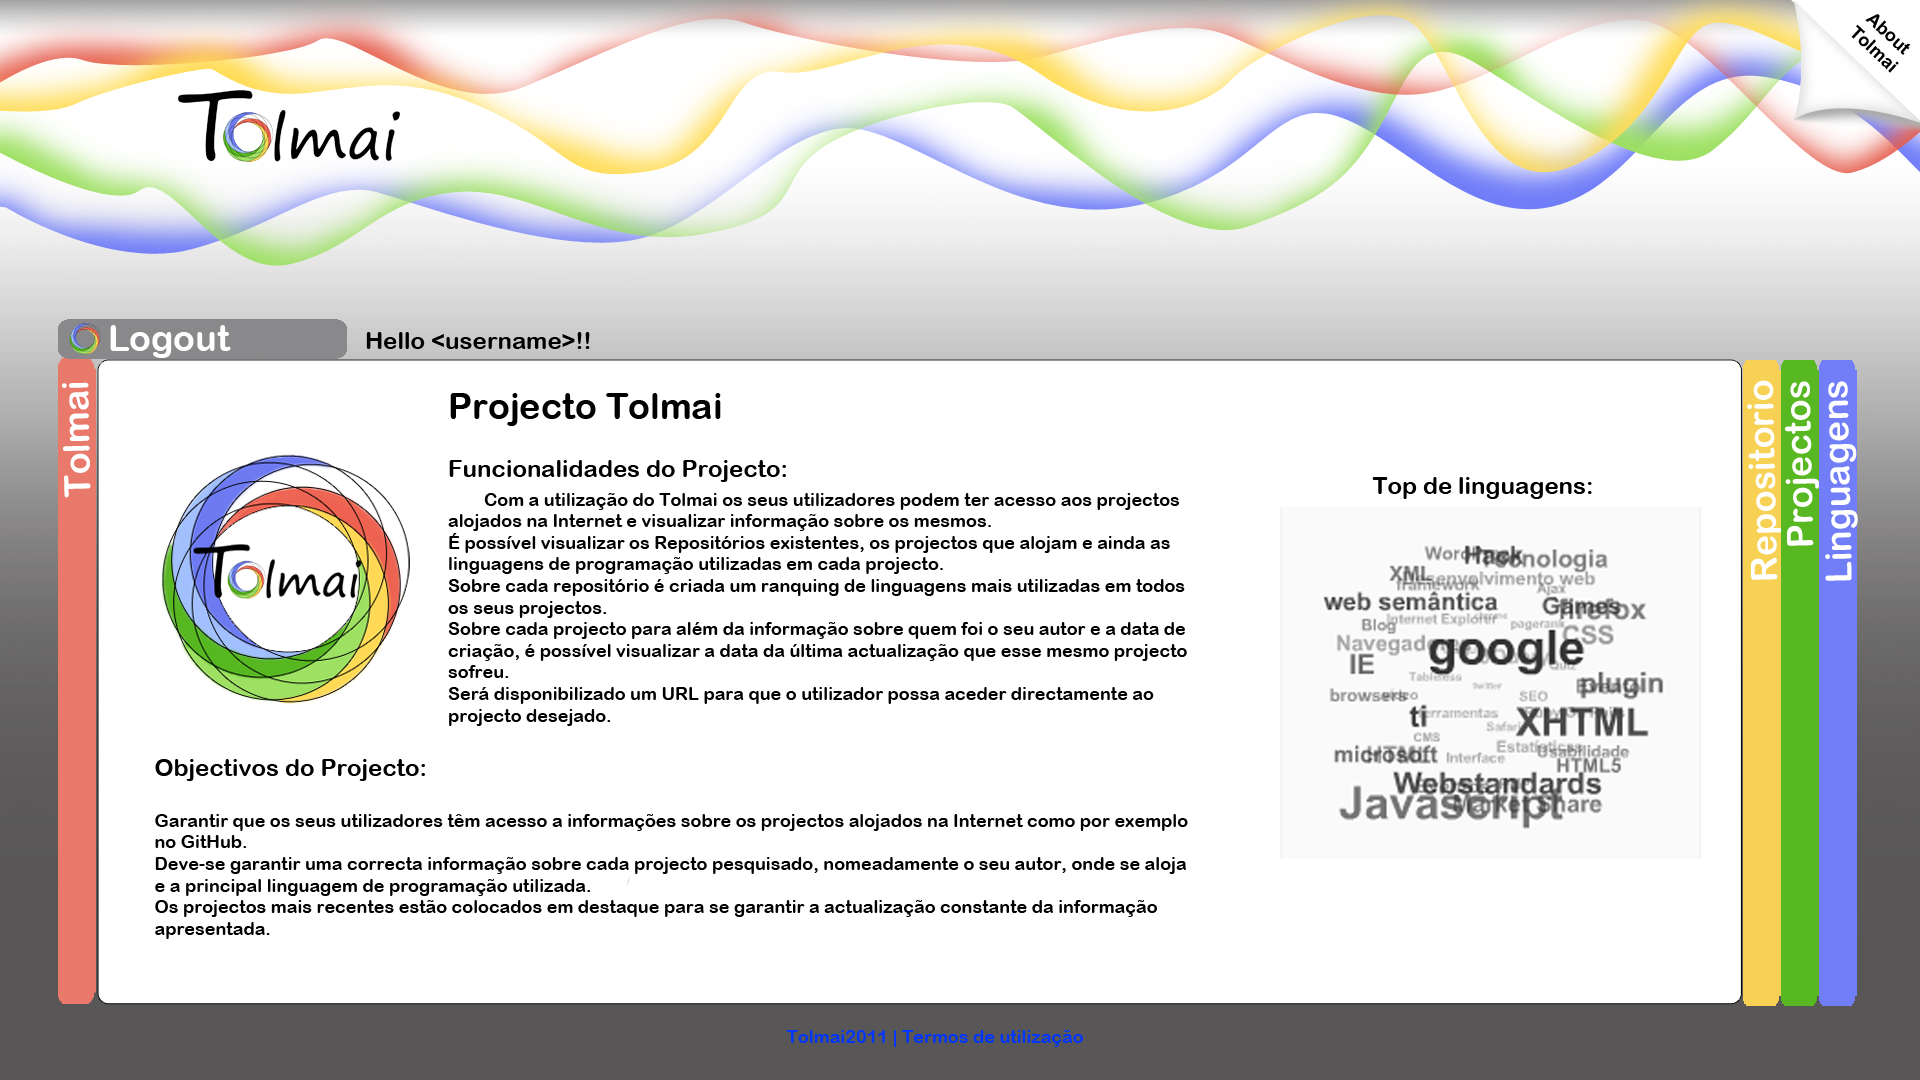 About
Tolmai
Tolmai
Logout
Hello <username>!!
Tolmai
Projecto Tolmai
Funcionalidades do Projecto:
Com a utilização do Tolmai os seus utilizadores podem ter acesso aos projectos
alojados na Internet e visualizar informação sobre os mesmos.
É possível visualizar os Repositórios existentes, os projectos que alojam e ainda as
linguagens de programação utilizadas em cada projecto.
Sobre cada repositório é criada um ranquing de linguagens mais utilizadas em todos
os seus projectos.
Sobre cada projecto para além da informação sobre quem foi o seu autor e a data de
criação, é possível visualizar a data da última actualização que esse mesmo projecto
sofreu.
Será disponibilizado um URL para que o utilizador possa aceder directamente ao
projecto desejado.
Tolmai
Objectivos do Projecto:
Garantir que os seus utilizadores têm acesso a informações sobre os projectos alojados na Internet como por exemplo
no GitHub.
Deve-se garantir uma correcta informação sobre cada projecto pesquisado, nomeadamente o seu autor, onde se aloja
e a principal linguagem de programação utilizada.
Os projectos mais recentes estão colocados em destaque para se garantir a actualização constante da informação
apresentada.
Top de linguagens:
Hack
Tecnologia
XML
Desenvolvimento web
framework
Ajax
web semântica
Games
firefox
Blog
Internet Explorer
pagerank
CSS
Navegadores
google
IE
Quiz
Tableless
plugin
browsers
video
SEO
Twitter
ti
ferramentas
Safari
XHTML
CMS
microsoft
HTML
Interface
Estatísticas
Usabilidade
HTML5
Webstandards
Javascript
Market Share
Repositorio
Projectos
Linguagens
Tolmai2011 | Termos de utilização